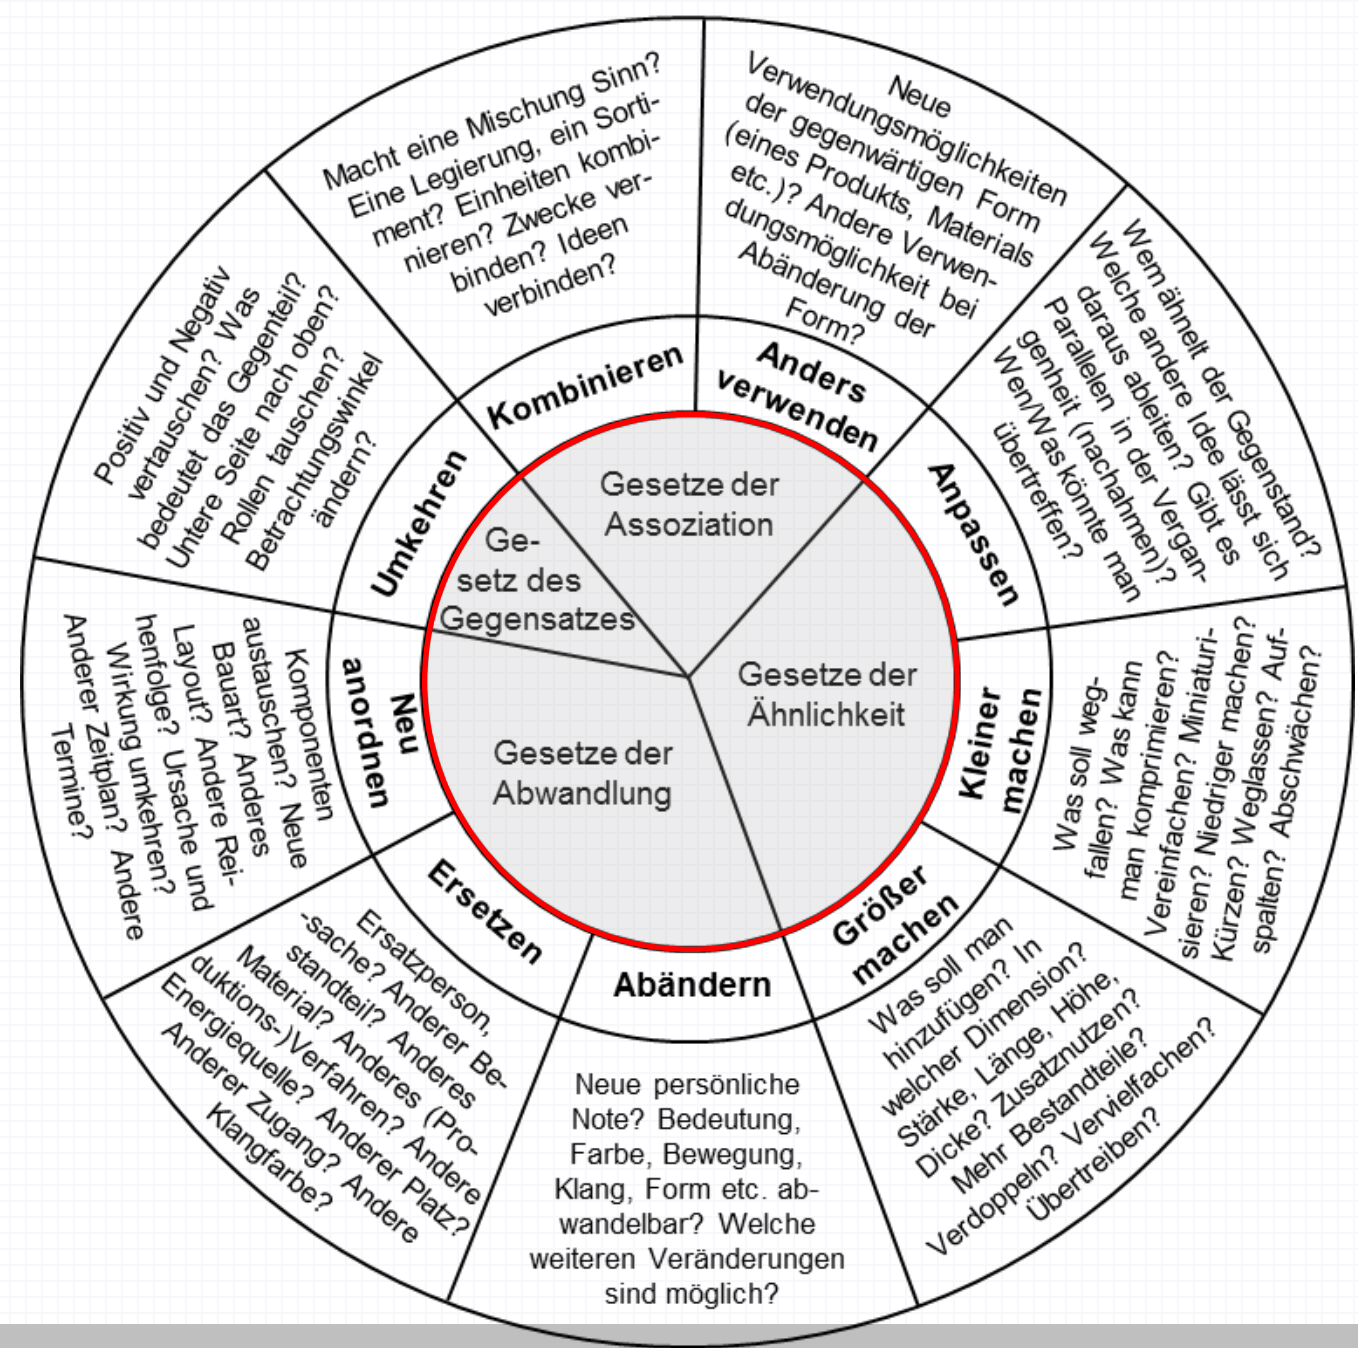 Macht eine Mischung Sinn?
Eine Legierung, ein Sorti-
ment? Einheiten kombi-
nieren? Zwecke ver-
binden? Ideen
verbinden?
Kombinieren
Neue
Verwendungsmöglichkeiten
der gegenwärtigen Form
(eines Produkts, Materials
etc.)? Andere Verwen-
dungsmöglichkeit bei
Abänderung der
Form?
Anders
verwenden
Wem ähnelt der Gegenstand?
Welche andere Idee lässt sich
daraus ableiten? Gibt es
Parallelen in der Vergan-
genheit (nachahmen)?
Wen/Was könnte man
übertreffen?
Anpassen
Was soll weg-
fallen? Was kann
man komprimieren?
Vereinfachen? Miniaturi-
sieren? Niedriger machen?
Kürzen? Weglassen? Auf-
spalten? Abschwächen?
Kleiner
machen
Was soll man
hinzufügen? In
welcher Dimension?
Stärke, Länge, Höhe,
Dicke? Zusatznutzen?
Mehr Bestandteile?
Verdoppeln? Vervielfachen?
Übertreiben?
Größer
machen
Abändern
Neue persönliche
Note? Bedeutung,
Farbe, Bewegung,
Klang, Form etc. ab-
wandelbar? Welche
weiteren Veränderungen
sind möglich?
Ersetzen
Ersatzperson,
-sache? Anderer Be-
standteil? Anderes
Material? Anderes (Pro-
duktions-)Verfahren? Andere
Energiequelle? Anderer Platz?
Anderer Zugang? Andere
Klangfarbe?
Neu
anordnen
Komponenten
austauschen? Neue
Bauart? Anderes
Layout? Andere Rei-
henfolge? Ursache und
Wirkung umkehren?
Anderer Zeitplan? Andere
Termine?
Umkehren
Positiv und Negativ
vertauschen? Was
bedeutet das Gegenteil?
Untere Seite nach oben?
Rollen tauschen?
Betrachtungswinkel
ändern?
Gesetze der
Assoziation
Ge-
setz des
Gegensatzes
Gesetze der
Ähnlichkeit
Gesetze der
Abwandlung